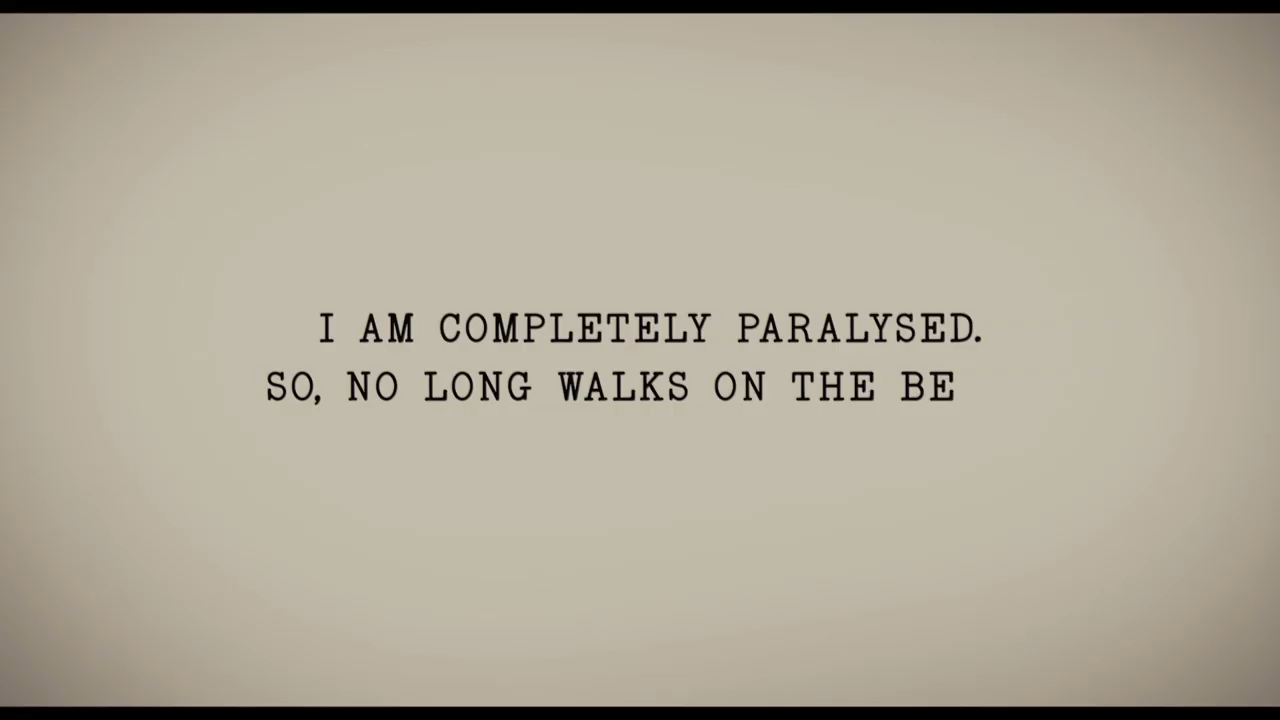 I AM COMPLETELY PARALYSED.
SO, NO LONG WALKS ON THE BE